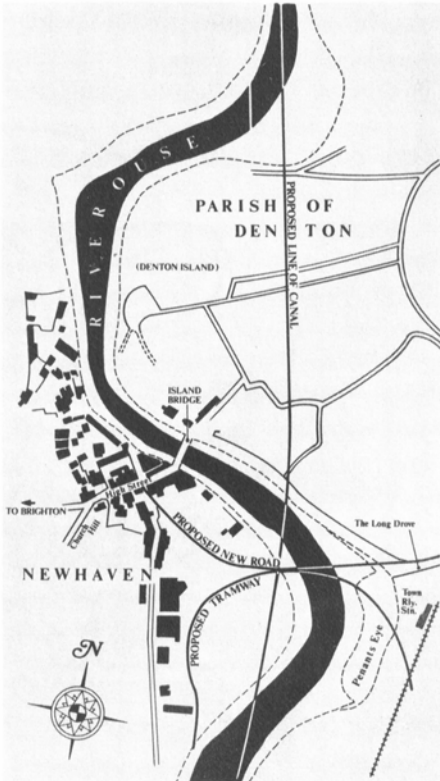 RIVER OUSE
PARISH OF
DENTON
PROPOSED LINE OF CANAL
(DENTON ISLAND)
ISLAND
BRIDGE
High Street
TO BRIGHTON
Church
Hill
PROPOSED NEW ROAD
The Long Drove
NEWHAVEN
PROPOSED TRAMWAY
Town
Rly.
Stn.
Penants Eye
N